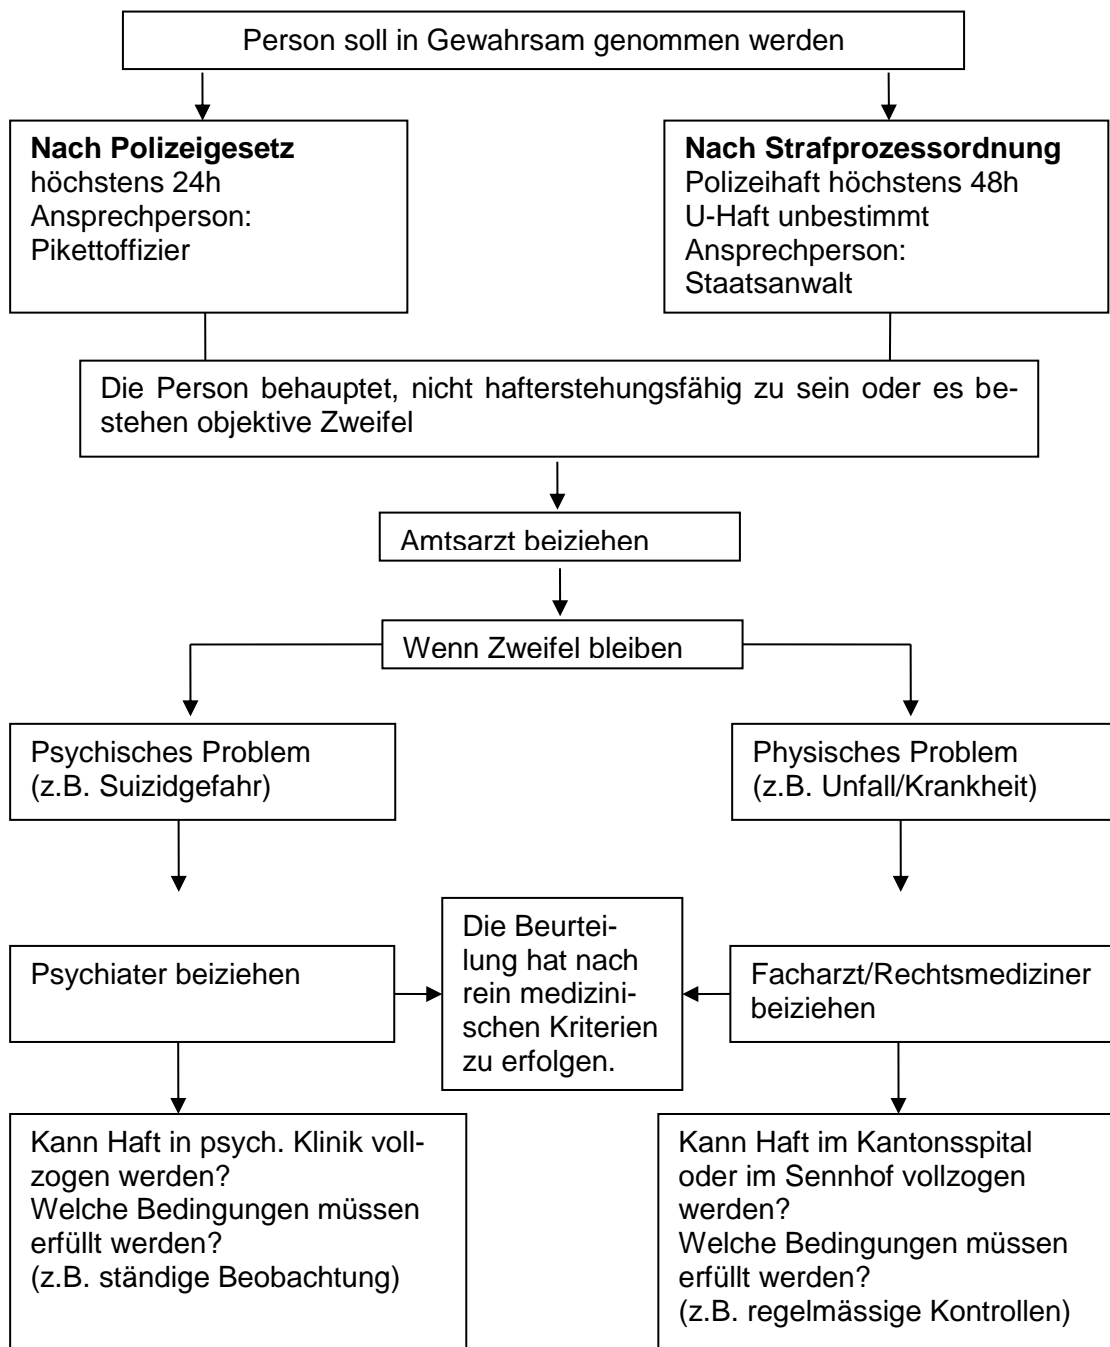 Person soll in Gewahrsam genommen werden
Nach Polizeigesetz
höchstens 24h
Ansprechperson:
Pikettoffizier
Nach Strafprozessordnung
Polizeihaft höchstens 48h
U-Haft unbestimmt
Ansprechperson:
Staatsanwalt
Die Person behauptet, nicht hafterstehungsfähig zu sein oder es be-
stehen objektive Zweifel
Amtsarzt beiziehen
Wenn Zweifel bleiben
Psychisches Problem
(z.B. Suizidgefahr)
Physisches Problem
(z.B. Unfall/Krankheit)
Psychiater beiziehen
Die Beurtei-
lung hat nach
rein medizini-
schen Kriterien
zu erfolgen.
Facharzt/Rechtsmediziner
beiziehen
Kann Haft in psych. Klinik voll-
zogen werden?
Welche Bedingungen müssen
erfüllt werden?
(z.B. ständige Beobachtung)
Kann Haft im Kantonsspital
oder im Sennhof vollzogen
werden?
Welche Bedingungen müssen
erfüllt werden?
(z.B. regelmässige Kontrollen)